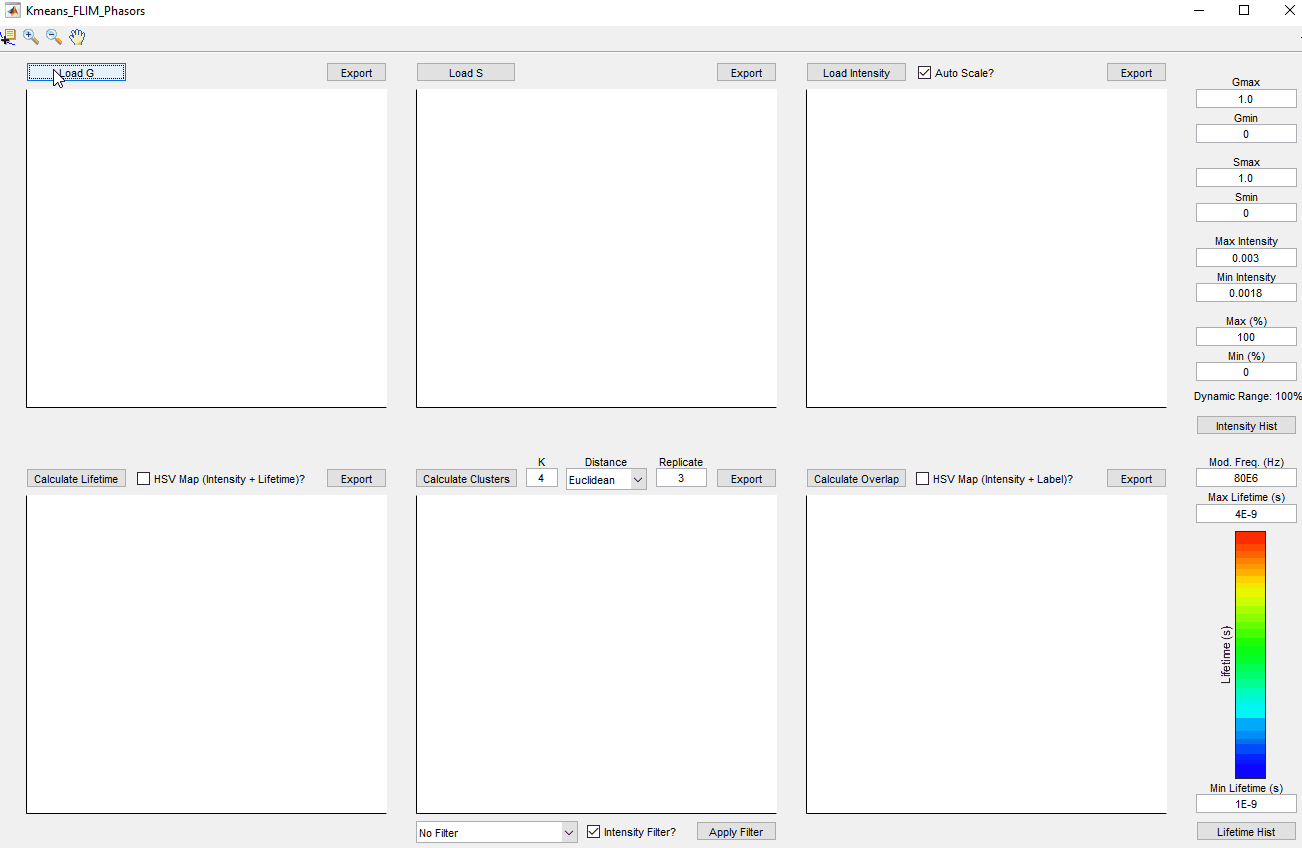 Kmeans_FLIM_Phasors
Load G
Export
Load S
Export
Load Intensity
Auto Scale?
Export
Gmax
1.0
Gmin
0
Smax
1.0
Smin
0
Max Intensity
0.003
Min Intensity
0.0018
Max (%)
100
Min (%)
0
Dynamic Range: 100%
Intensity Hist
Calculate Lifetime
HSV Map (Intensity + Lifetime)?
Export
Calculate Clusters
K
4
Distance
Euclidean
Replicate
3
Export
Calculate Overlap
HSV Map (Intensity + Label)?
Export
Mod. Freq. (Hz)
80E6
Max Lifetime (s)
4E-9
Lifetime (s)
Min Lifetime (s)
1E-9
Lifetime Hist
No Filter
Intensity Filter?
Apply Filter